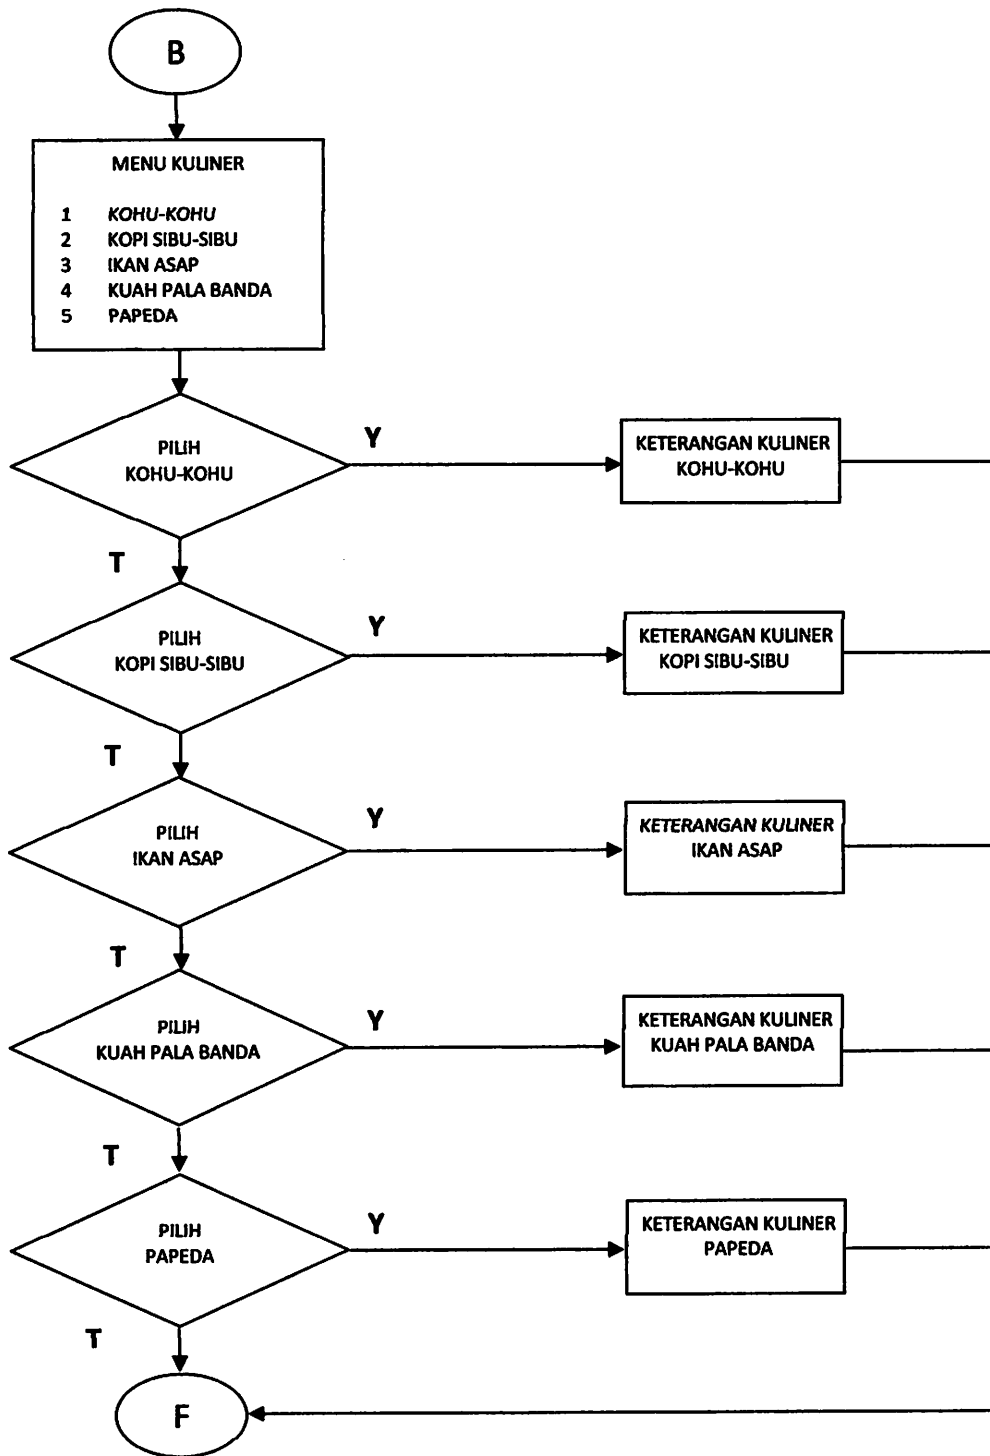 B
MENU KULINER
1 KOHU-KOHU
2 KOPI SIBU-SIBU
3 IKAN ASAP
4 KUAH PALA BANDA
5 PAPEDA
PILIH
KOHU-KOHU
Y
KETERANGAN KULINER
KOHU-KOHU
T
PILIH
KOPI SIBU-SIBU
Y
KETERANGAN KULINER
KOPI SIBU-SIBU
T
PILIH
IKAN ASAP
Y
KETERANGAN KULINER
IKAN ASAP
T
PILIH
KUAH PALA BANDA
Y
KETERANGAN KULINER
KUAH PALA BANDA
T
PILIH
PAPEDA
Y
KETERANGAN KULINER
PAPEDA
T
F